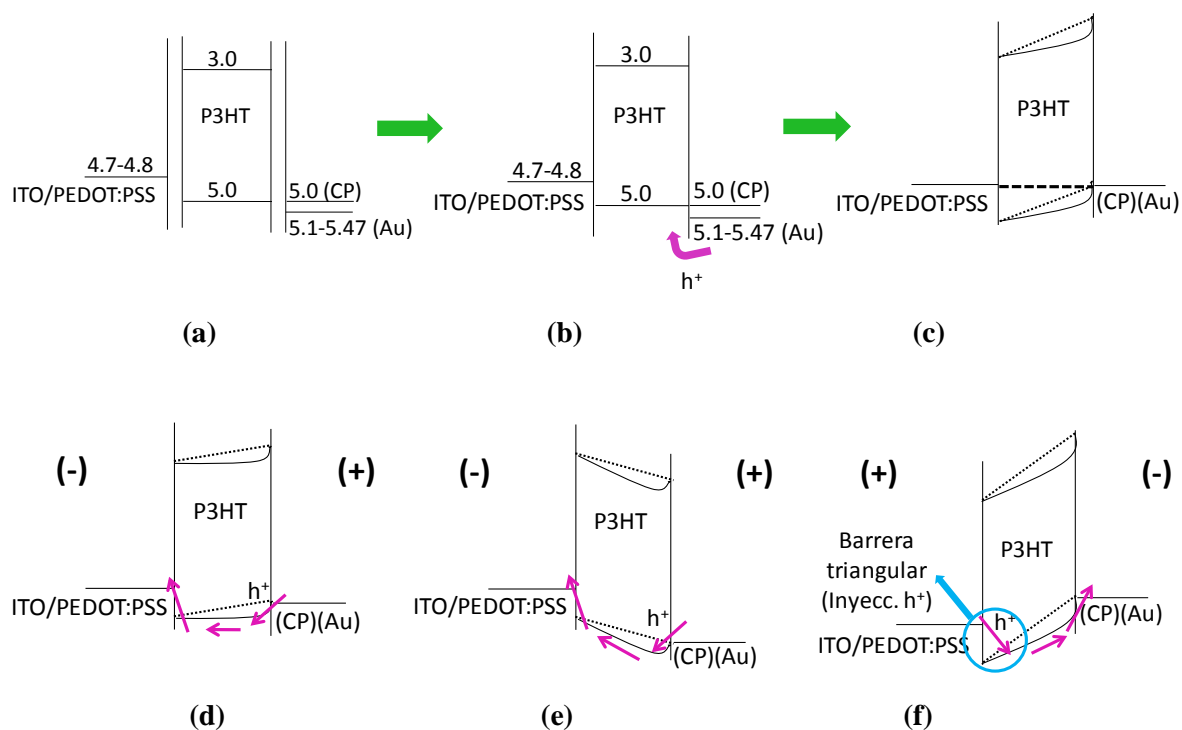 3.0
P3HT
4.7-4.8
ITO/PEDOT:PSS
5.0
5.0 (CP)
5.1-5.47 (Au)
(a)
3.0
P3HT
4.7-4.8
ITO/PEDOT:PSS
5.0
5.0 (CP)
5.1-5.47 (Au)
h⁺
(b)
P3HT
ITO/PEDOT:PSS
(CP)(Au)
(c)
(-)
(+)
P3HT
h⁺
ITO/PEDOT:PSS
(CP)(Au)
(d)
(-)
(+)
P3HT
h⁺
ITO/PEDOT:PSS
(CP)(Au)
(e)
(+)
(-)
P3HT
Barrera
triangular
(Inyecc. h⁺)
h⁺
ITO/PEDOT:PSS
(CP)(Au)
(f)